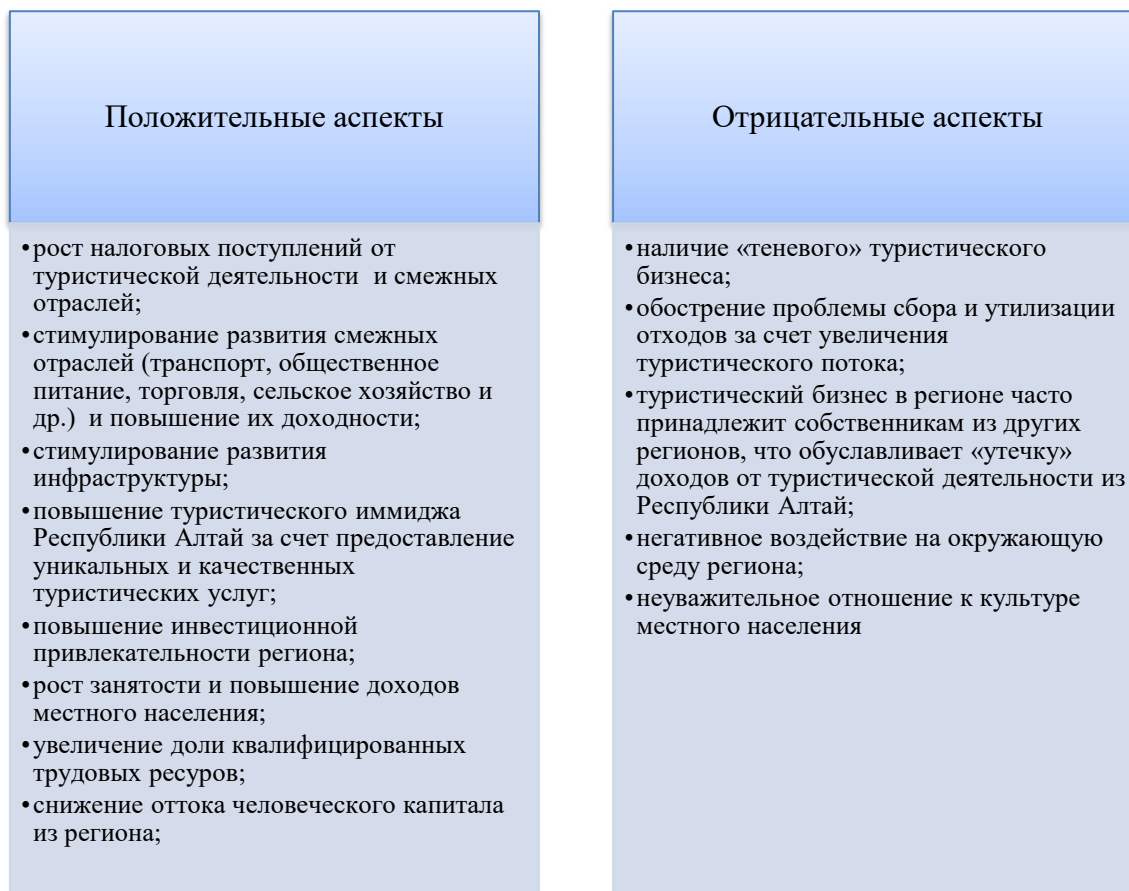 Положительные аспекты
•рост налоговых поступлений от
туристической деятельности и смежных
отраслей;
•стимулирование развития смежных
отраслей (транспорт, общественное
питание, торговля, сельское хозяйство и
др.) и повышение их доходности;
•стимулирование развития
инфраструктуры;
•повышение туристического иммиджа
Республики Алтай за счет предоставление
уникальных и качественных
туристических услуг;
•повышение инвестиционной
привлекательности региона;
•рост занятости и повышение доходов
местного населения;
•увеличение доли квалифицированных
трудовых ресуров;
•снижение оттока человеческого капитала
из региона;
Отрицательные аспекты
•наличие «теневого» туристического
бизнеса;
•обострение проблемы сбора и утилизации
отходов за счет увеличения
туристического потока;
•туристический бизнес в регионе часто
принадлежит собственникам из других
регионов, что обуславливает «утечку»
доходов от туристической деятельности из
Республики Алтай;
•негативное воздействие на окружающую
среду региона;
•неуважительное отношение к культуре
местного населения